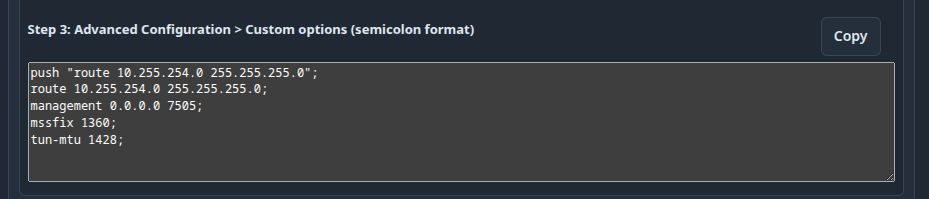 Step 3: Advanced Configuration > Custom options (semicolon format)
Copy
push "route 10.255.254.0 255.255.255.0";
route 10.255.254.0 255.255.255.0;
management 0.0.0.0 7505;
mssfix 1360;
tun-mtu 1428;